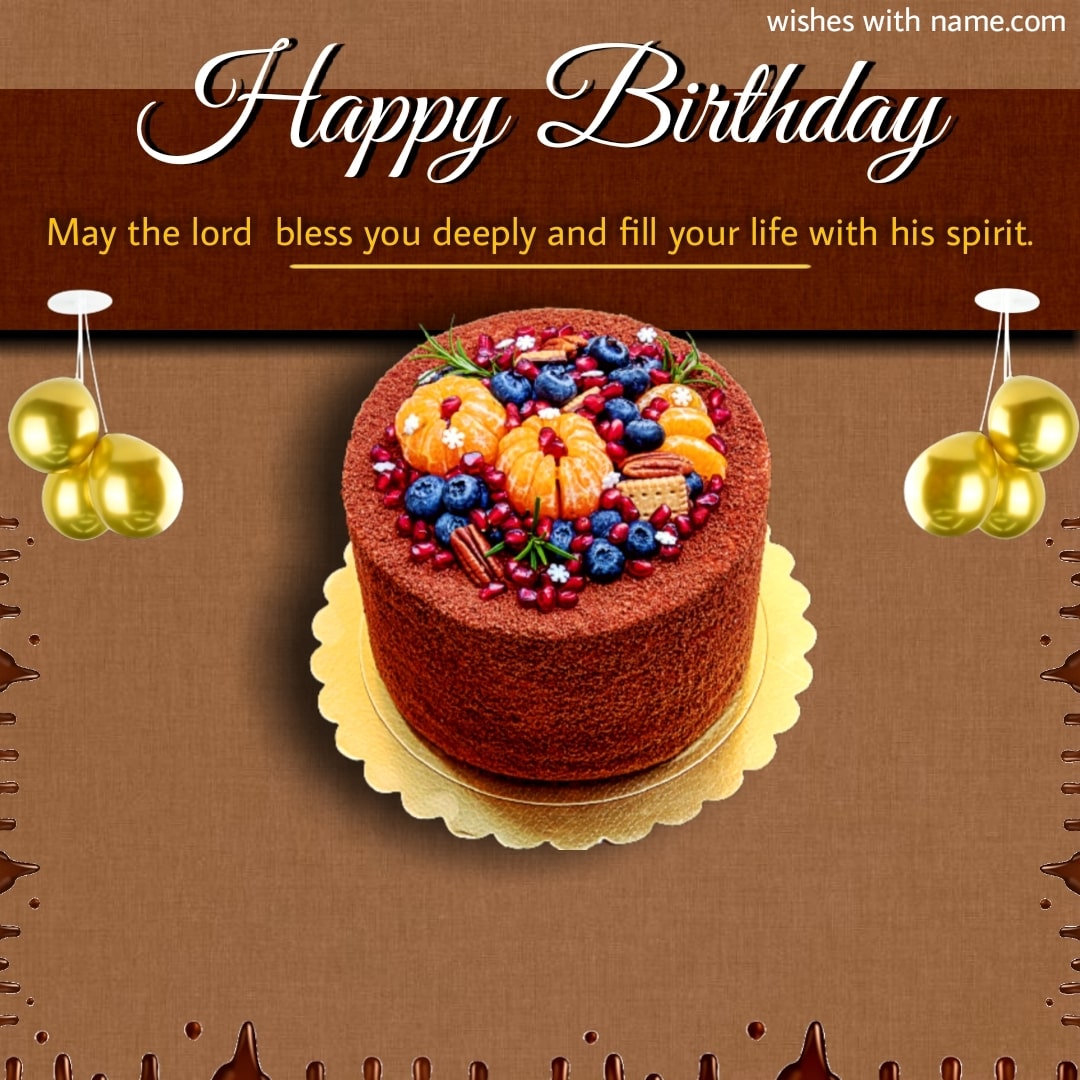 wishes with name.com
Happy Birthday
May the lord bless you deeply and fill your life with his spirit.